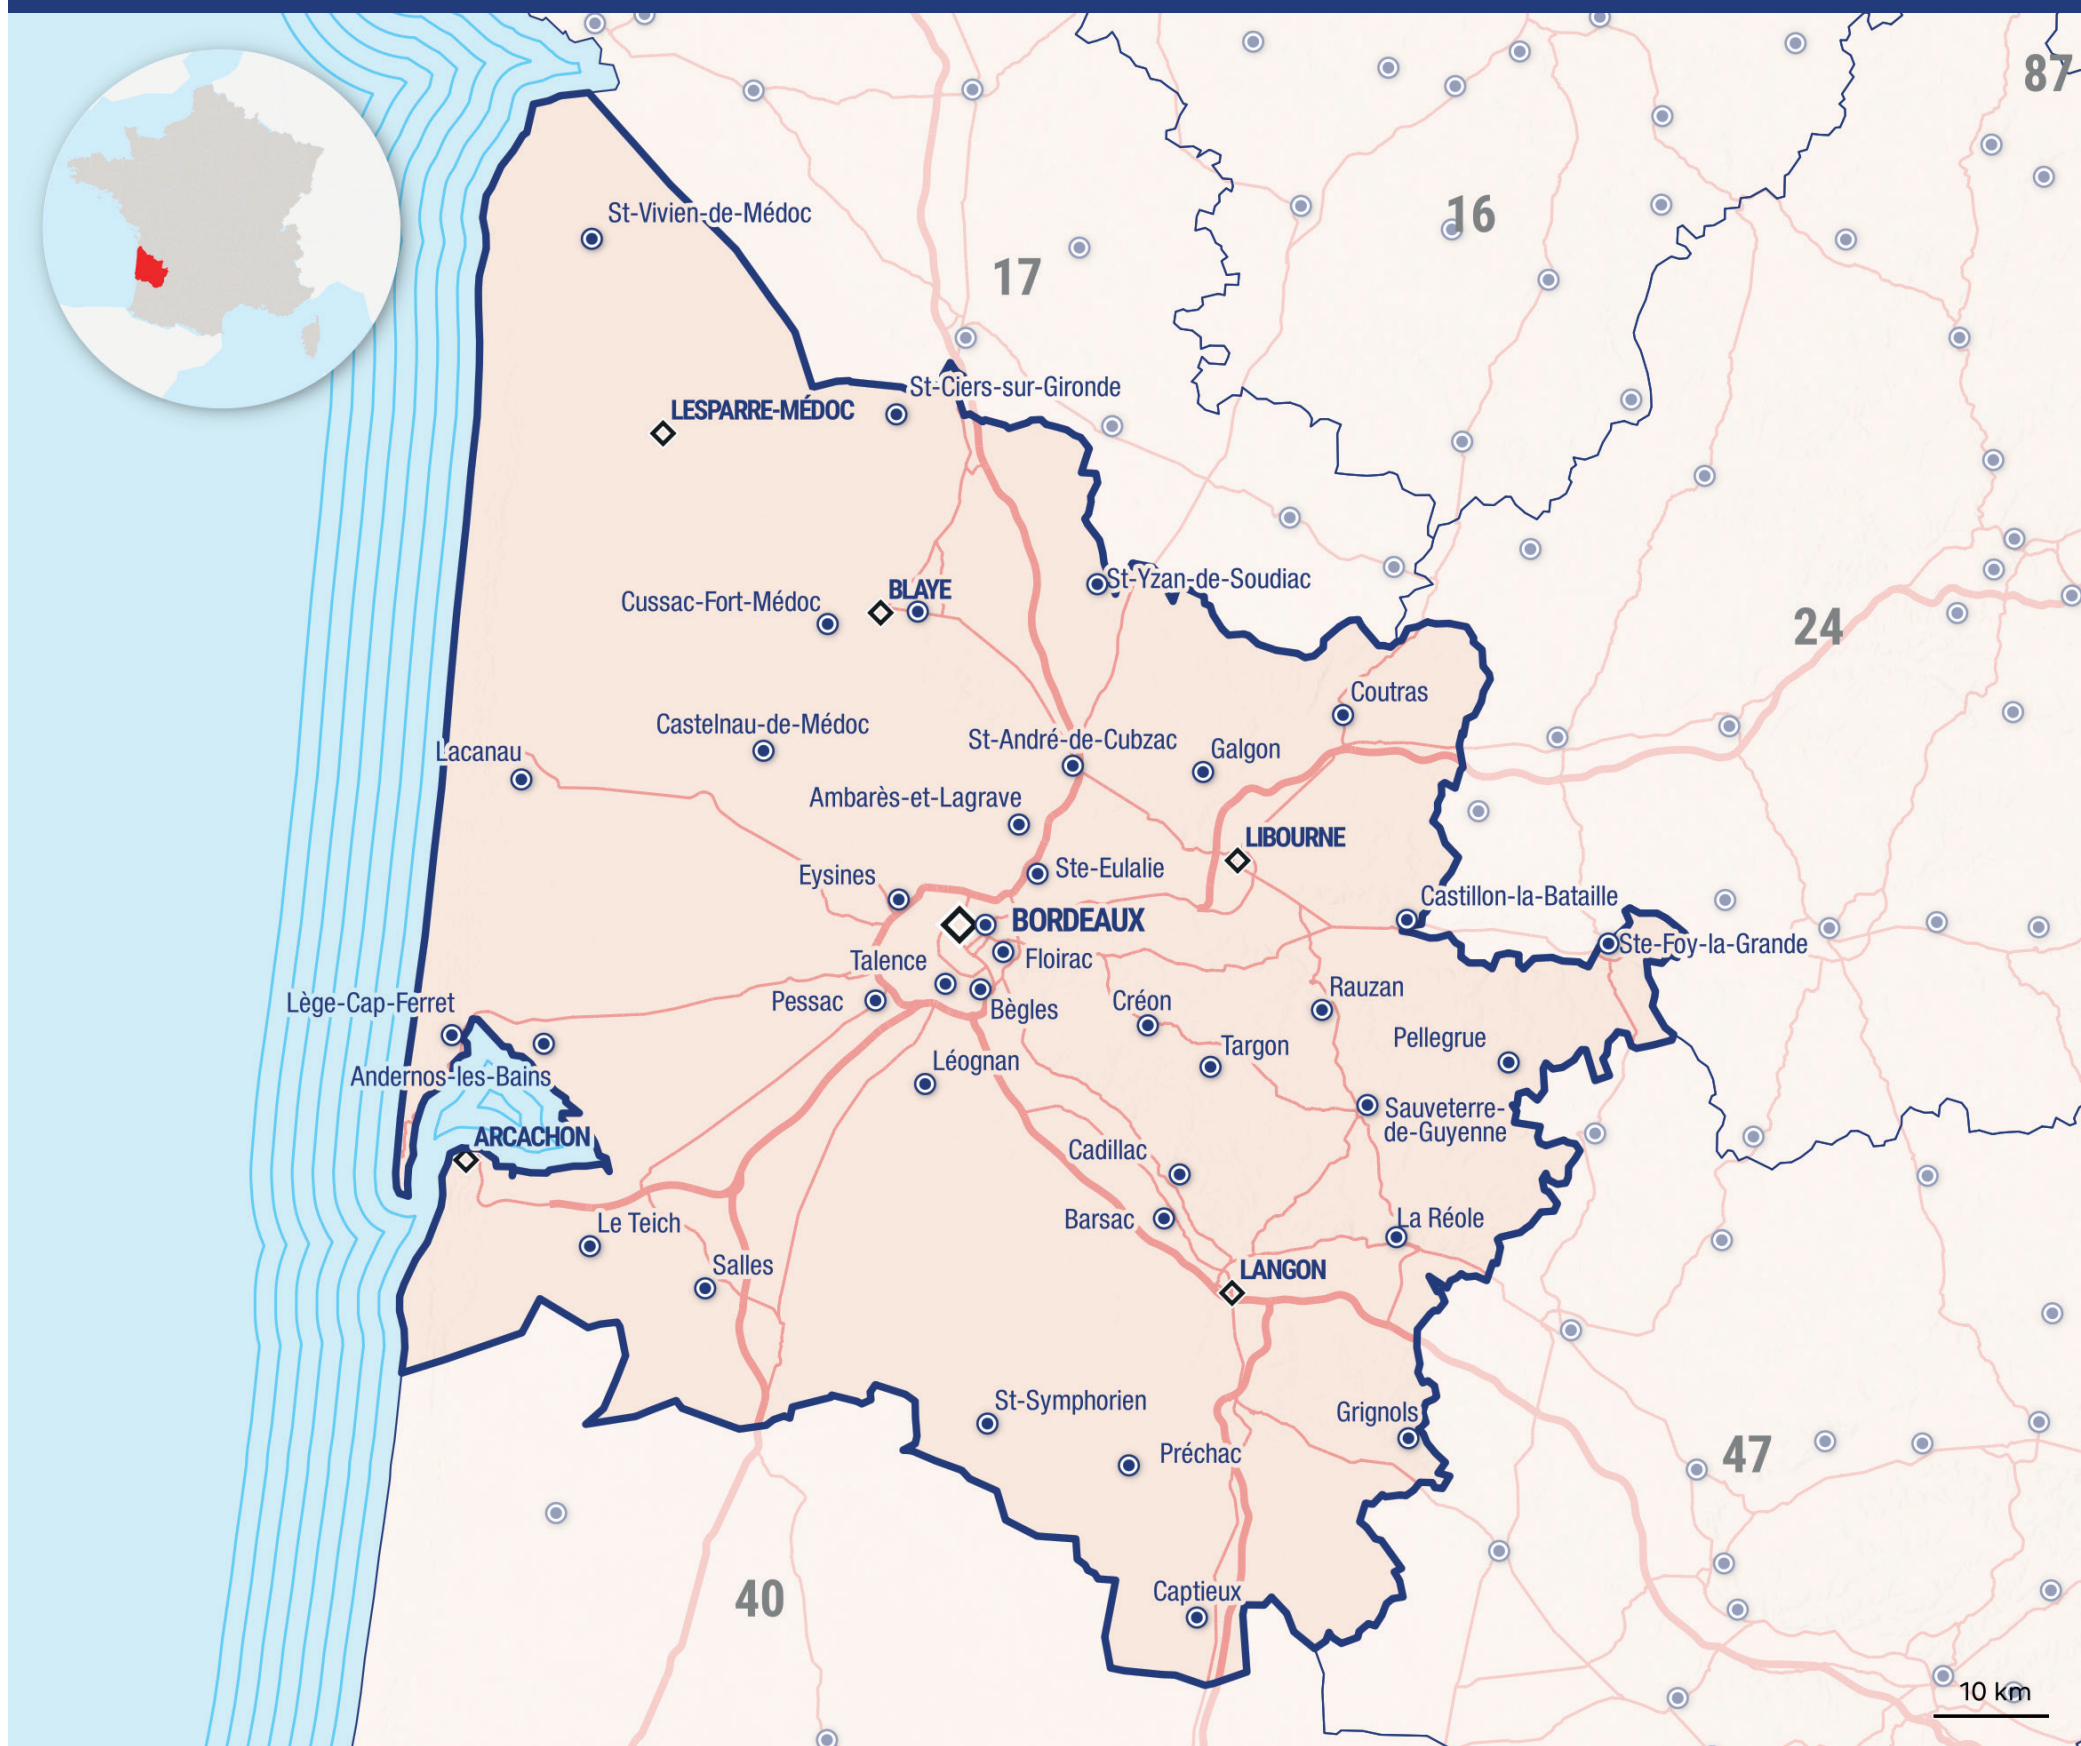 87
16
St-Vivien-de-Médoc
17
St-Ciers-sur-Gironde
LESPARRE-MÉDOC
St-Yzan-de-Soudiac
BLAYE
Cussac-Fort-Médoc
24
Coutras
Castelnau-de-Médoc
St-André-de-Cubzac
Galgon
Lacanau
Ambarès-et-Lagrave
LIBOURNE
Ste-Eulalie
Eysines
Castillon-la-Bataille
BORDEAUX
Ste-Foy-la-Grande
Floirac
Talence
Rauzan
Pessac
Créon
Lège-Cap-Ferret
Bègles
Pellegrue
Targon
Léognan
Andernos-les-Bains
Sauveterre-
de-Guyenne
ARCACHON
Cadillac
La Réole
Barsac
Le Teich
Salles
LANGON
St-Symphorien
Grignols
Préchac
47
Captieux
40
10 km